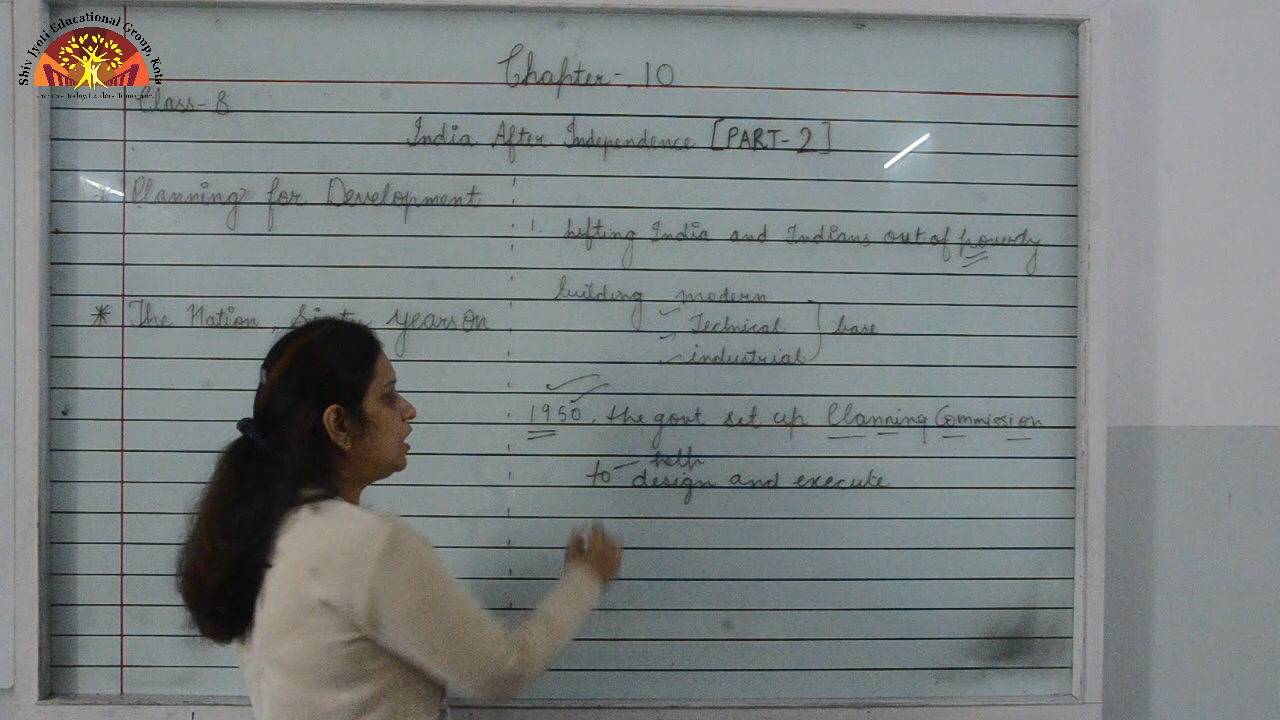 Shiv Jyoti Educational Group, Kota
Chapter-10
Class-8
India After Independence [PART-2]
* Planning for Development
1. lifting India and Indians out of poverty
building modern
Technical
industrial
base
* The Nation, Sixty years on
1950. the govt set up Planning Commission
to help
design and execute